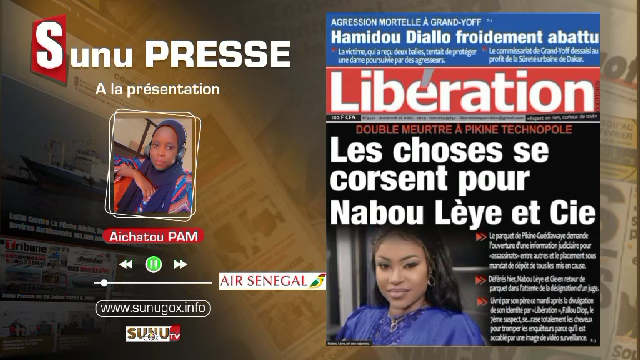 Sunu PRESSE
A la présentation
Aichatou PAM
AIR SENEGAL
www.sunugox.info
SUNU TV
AGRESSION MORTELLE À GRAND-YOFF
Hamidou Diallo froidement abattu
La victime, qui a reçu deux balles, tentait de protéger
une dame poursuivie par des agresseurs.
Le commissariat de Grand-Yoff dessaisi au
profit de la Sûreté urbaine de Dakar.
Libération
100 F CFA
DOUBLE MEURTRE À PIKINE TECHNOPOLE
Les choses se
corsent pour
Nabou Lèye et Cie
Le parquet de Pikine-Guédiawaye demande
l'ouverture d'une information judiciaire pour
«assassinats» entre autres et le placement sous
mandat de dépôt de tous les mis en cause.
Déférés hier, Nabou Lèye et Cie en retour de
parquet dans l'attente de la désignation d'un juge.
Livré par son père ce mardi après la divulgation
de son identité par «Libération», Fallou Diop, le
7ème suspect, se...rase totalement les cheveux
pour tromper les enquêteurs parce qu'il est
accablé par une image de vidéo surveillance.